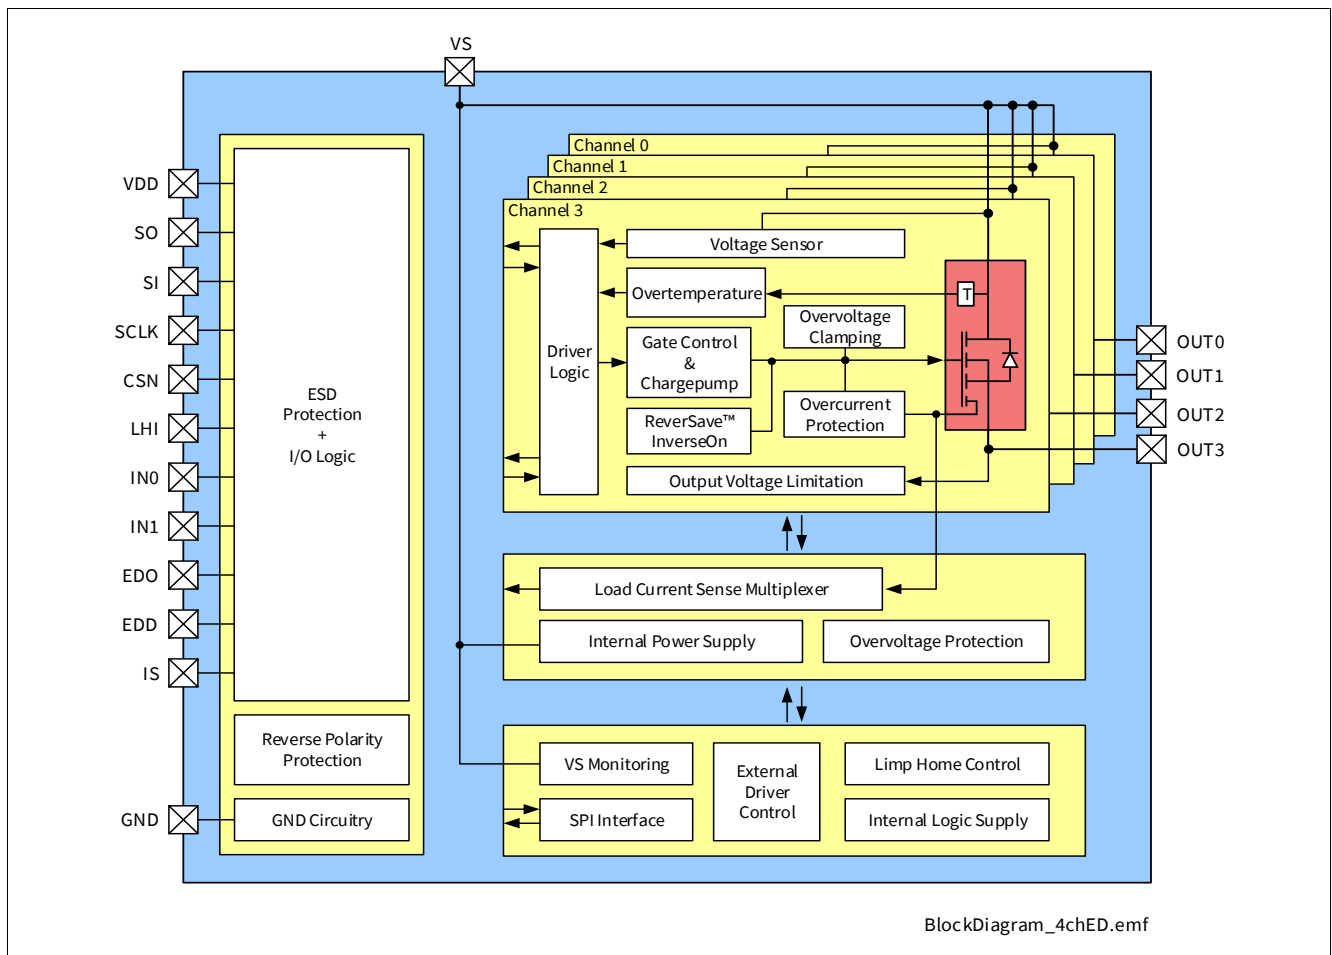 VS
VDD
SO
SI
SCLK
CSN
LHI
IN0
IN1
EDO
EDD
IS
GND
ESD
Protection
+
I/O Logic
Reverse Polarity
Protection
GND Circuitry
Channel 0
Channel 1
Channel 2
Channel 3
Driver
Logic
Voltage Sensor
Overtemperature
T
Gate Control
&
Chargepump
Overvoltage
Clamping
ReverSave™
InverseOn
Overcurrent
Protection
Output Voltage Limitation
OUT0
OUT1
OUT2
OUT3
Load Current Sense Multiplexer
Internal Power Supply
Overvoltage Protection
VS Monitoring
SPI Interface
External
Driver
Control
Limp Home Control
Internal Logic Supply
BlockDiagram_4chED.emf